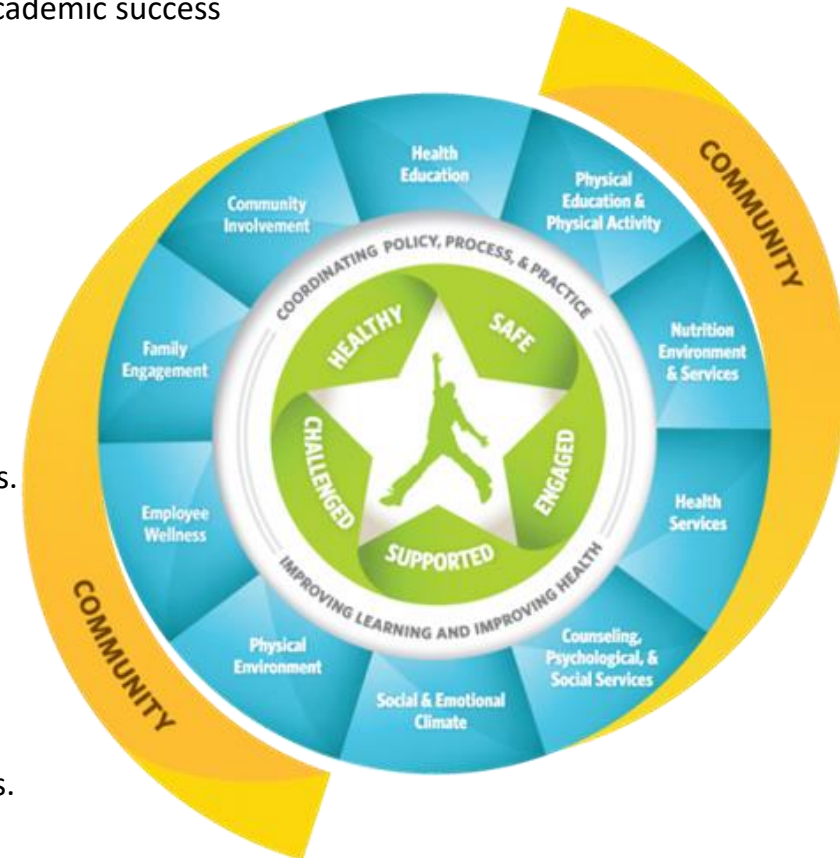 cademic success
COMMUNITY
Health
Education
Physical
Education &
Physical Activity
Community
Involvement
COORDINATING POLICY, PROCESS, & PRACTICE
HEALTHY
SAFE
Nutrition
Environment
& Services
Family
Engagement
CHALLENGED
ENGAGED
s.
Employee
Wellness
Health
Services
SUPPORTED
IMPROVING LEARNING AND IMPROVING HEALTH
COMMUNITY
Physical
Environment
Counseling,
Psychological, &
Social Services
Social & Emotional
Climate
s.